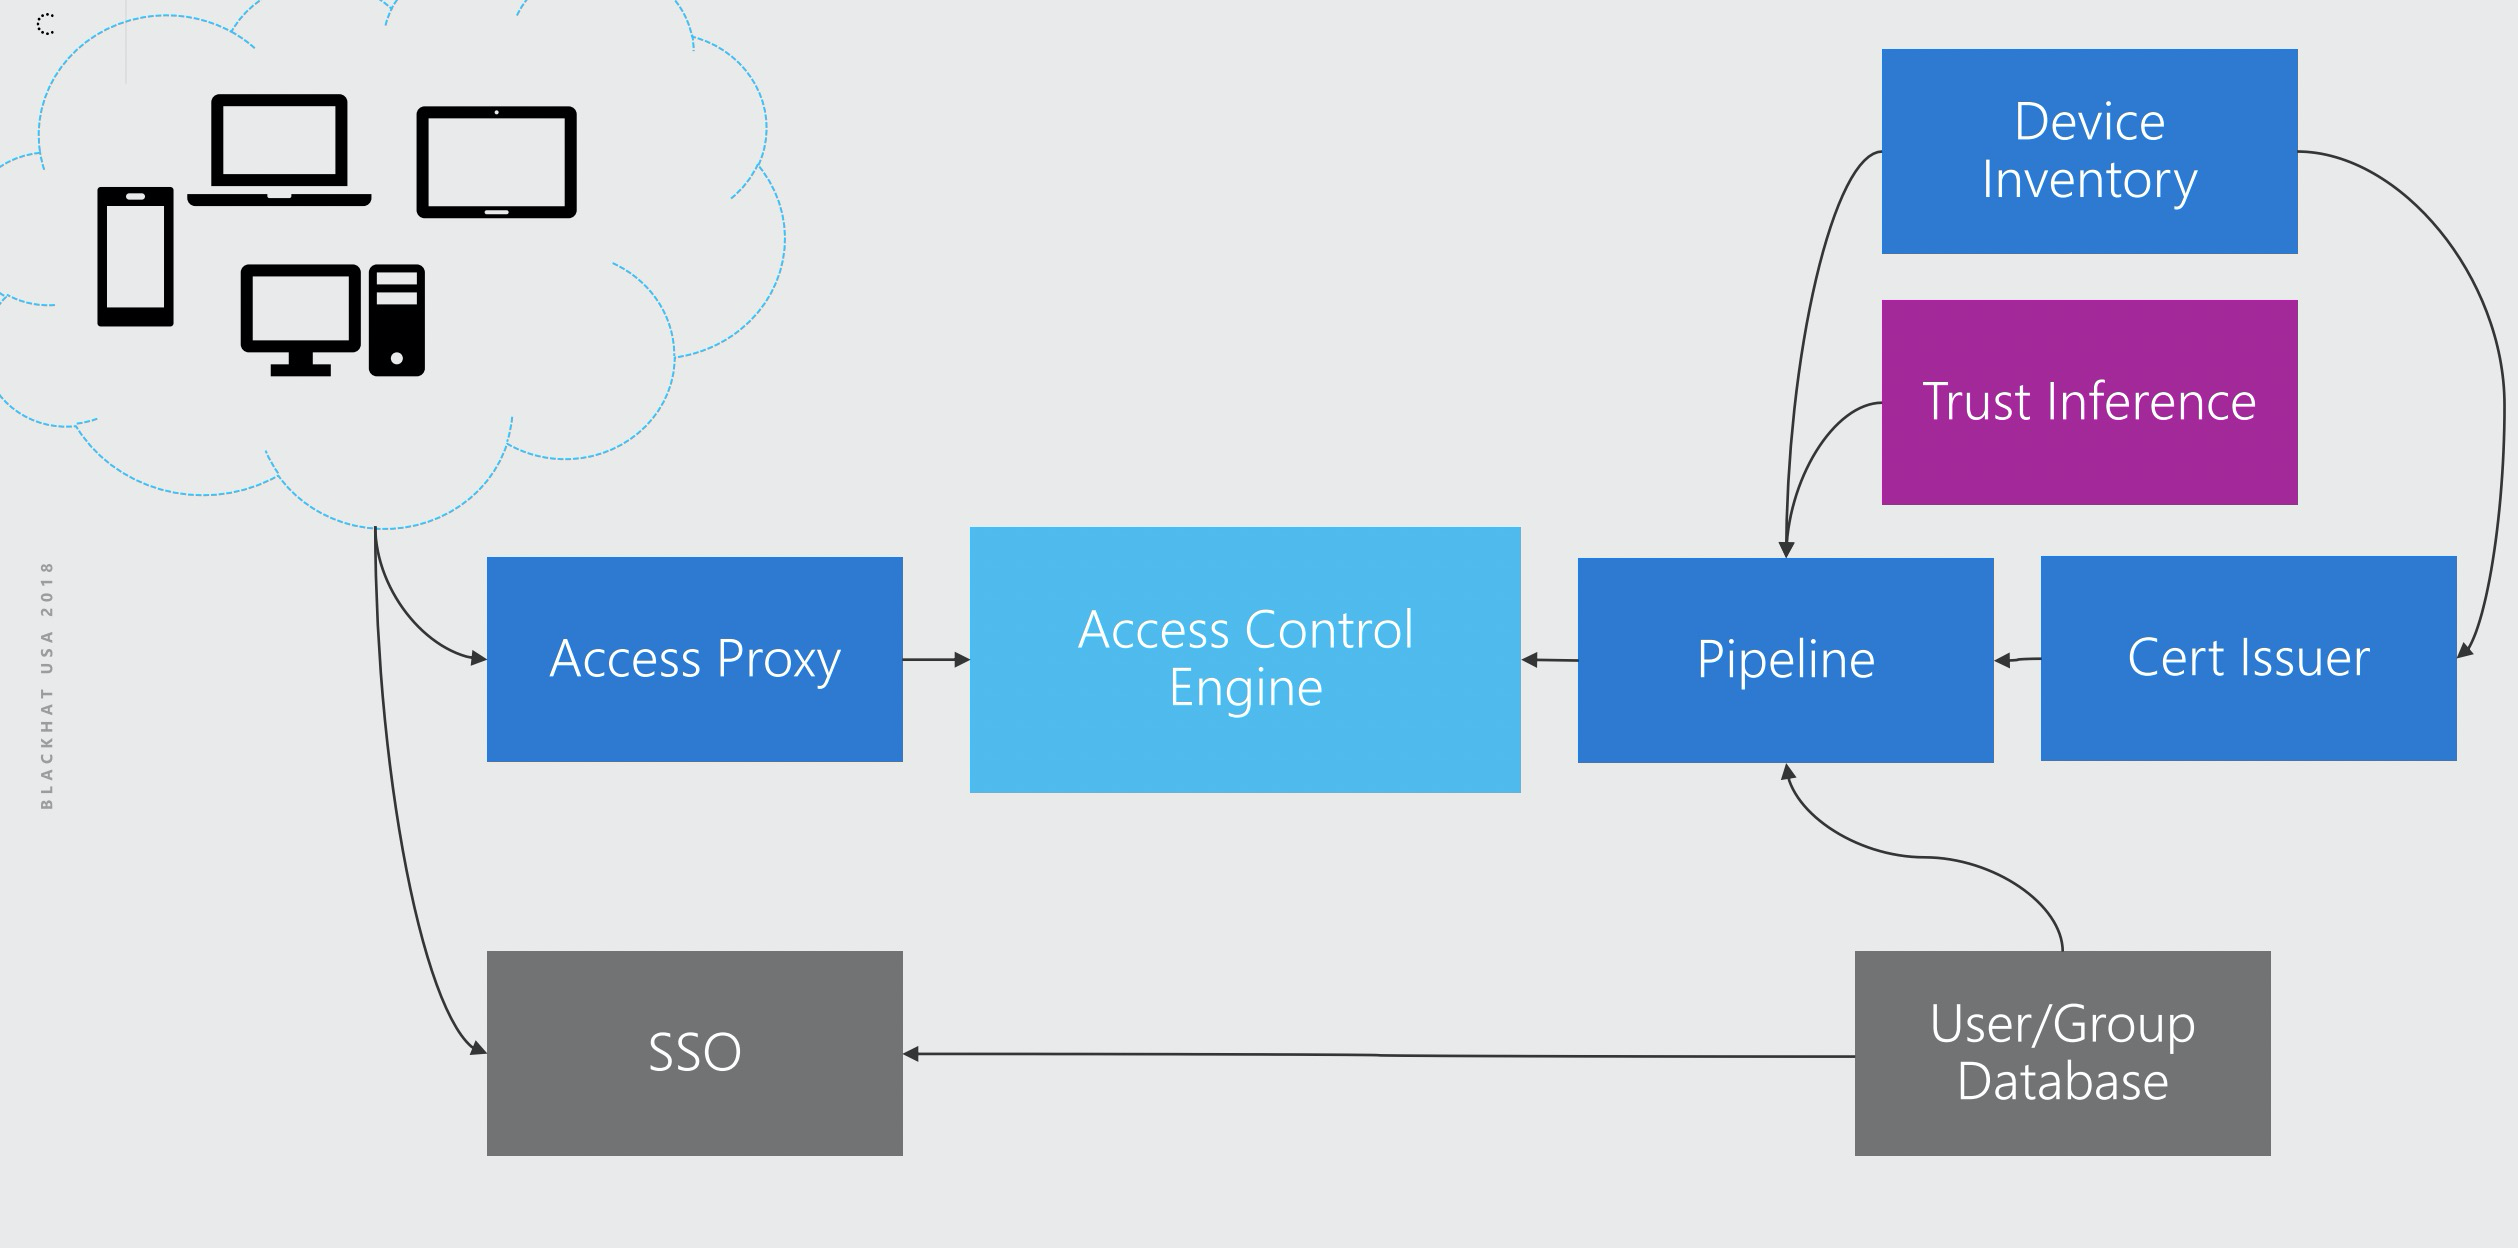 Device
Inventory
Trust Inference
Access Proxy
Access Control
Engine
Pipeline
Cert Issuer
SSO
User/Group
Database
BLACKHAT USA 2018